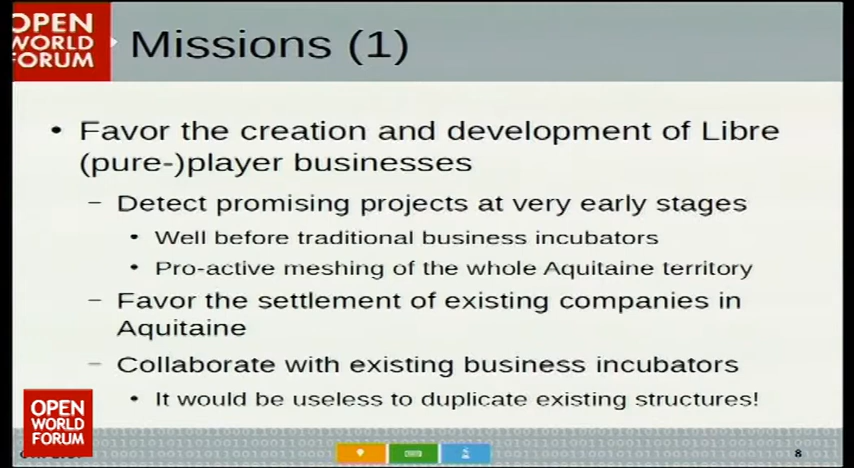 OPEN
WORLD
FORUM
Missions (1)
• Favor the creation and development of Libre
(pure-)player businesses
– Detect promising projects at very early stages
• Well before traditional business incubators
• Pro-active meshing of the whole Aquitaine territory
– Favor the settlement of existing companies in
Aquitaine
– Collaborate with existing business incubators
• It would be useless to duplicate existing structures!
OPEN
WORLD
FORUM
8